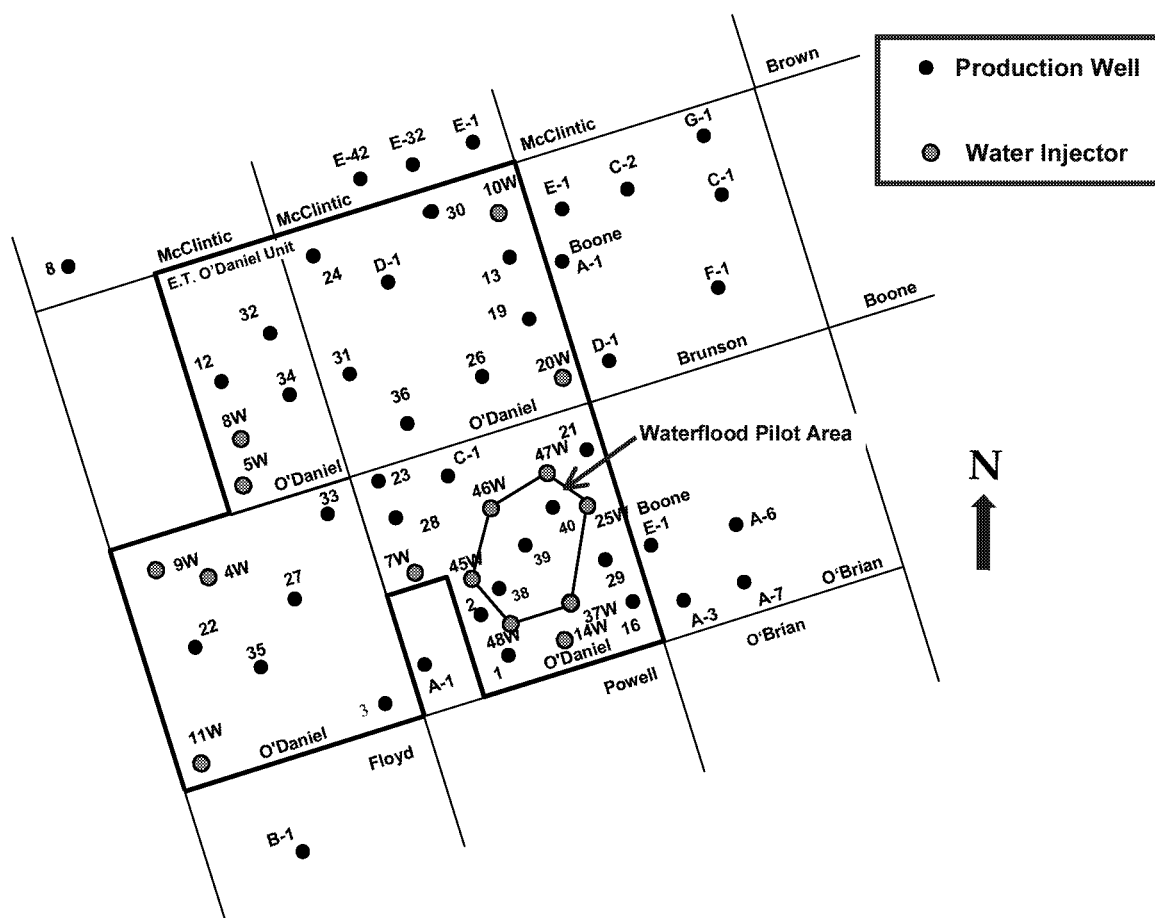 Brown
Production Well
Water Injector
G-1
E-1
E-32
E-42
McClintic
C-2
C-1
10W
E-1
30
McClintic
McClintic
Boone
A-1
8
E.T. O'Daniel Unit
24
D-1
13
F-1
Boone
32
19
12
31
34
26
20W
D-1
Brunson
36
8W
O'Daniel
21
Waterflood Pilot Area
5W
O'Daniel
C-1
47W
23
46W
N
33
28
40
25W
Boone
E-1
A-6
9W
4W
7W
45W
39
27
38
29
O'Brian
2
37W
A-7
22
48W
14W
16
A-3
O'Brian
35
1
O'Daniel
A-1
Powell
3
11W
O'Daniel
Floyd
B-1